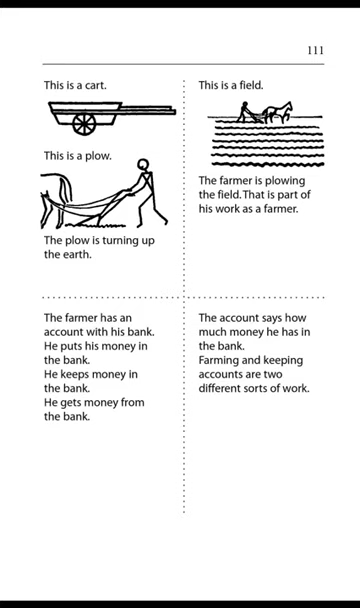 111
This is a cart.
This is a plow.
The plow is turning up
the earth.
This is a field.
The farmer is plowing
the field. That is part of
his work as a farmer.
The farmer has an
account with his bank.
He puts his money in
the bank.
He keeps money in
the bank.
He gets money from
the bank.
The account says how
much money he has in
the bank.
Farming and keeping
accounts are two
different sorts of work.